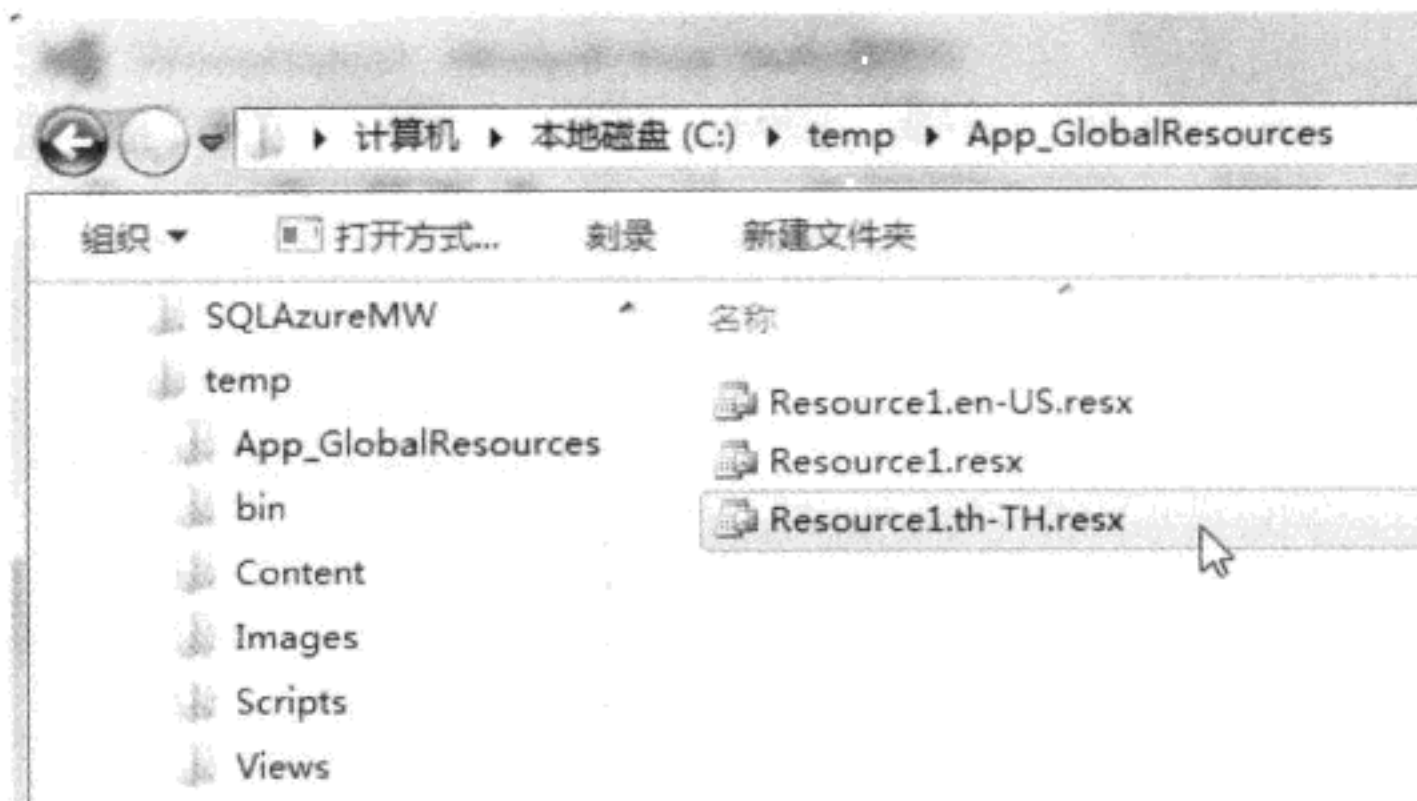 计算机 ▸ 本地磁盘 (C:) ▸ temp ▸ App_GlobalResources
组织 ▾ 打开方式... 刻录 新建文件夹
SQLAzureMW
temp
App_GlobalResources
bin
Content
Images
Scripts
Views
名称
Resource1.en-US.resx
Resource1.resx
Resource1.th-TH.resx